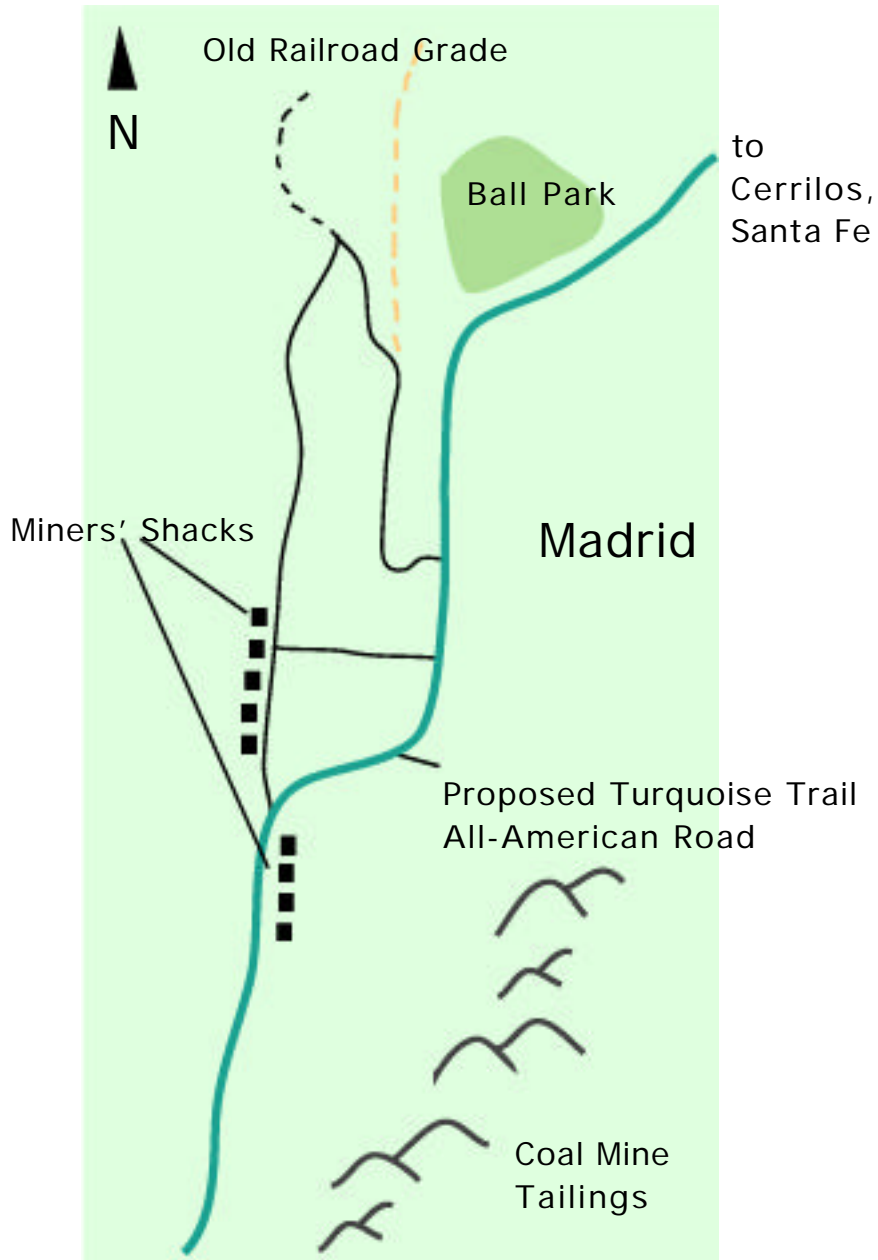 Old Railroad Grade
N
to
Cerrilos,
Santa Fe
Ball Park
Miners' Shacks
Madrid
Proposed Turquoise Trail
All-American Road
Coal Mine
Tailings